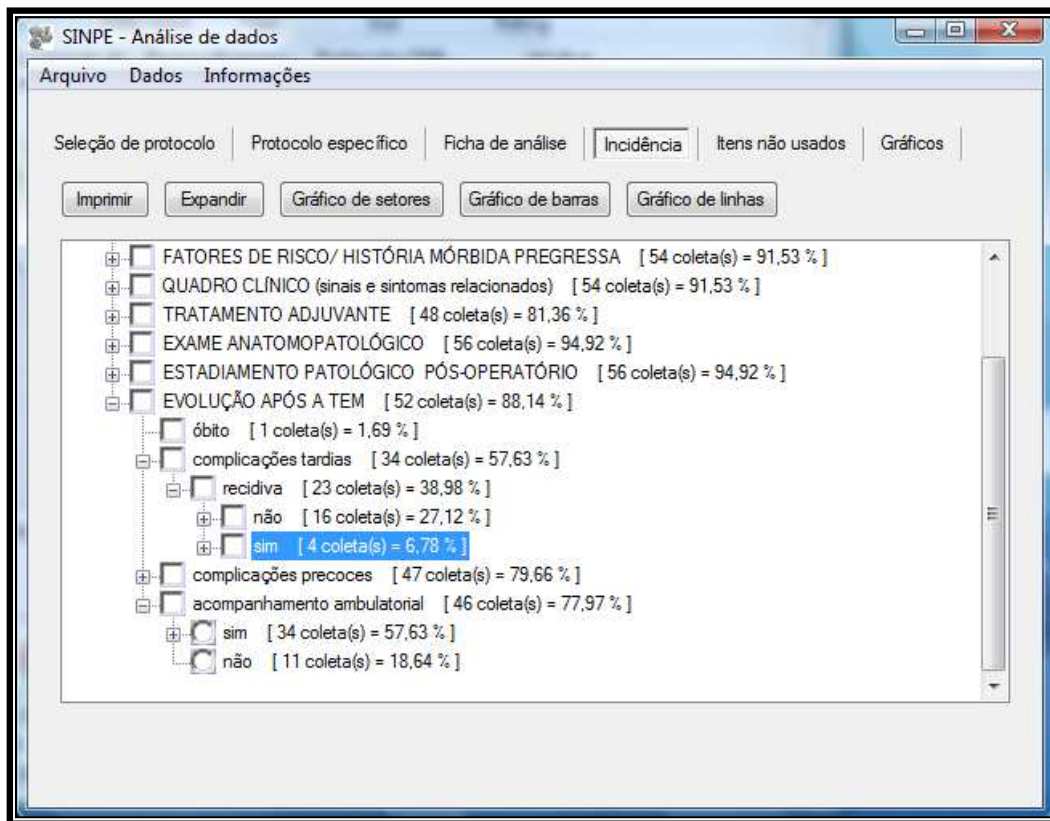 SINPE - Análise de dados
Arquivo Dados Informações
Seleção de protocolo Protocolo específico Ficha de análise Incidência Itens não usados Gráficos
Imprimir Expandir Gráfico de setores Gráfico de barras Gráfico de linhas
FATORES DE RISCO/ HISTÓRIA MÓRBIDA PREGRESSA [ 54 coleta(s) = 91,53 % ]
QUADRO CLÍNICO (sinais e sintomas relacionados) [ 54 coleta(s) = 91,53 % ]
TRATAMENTO ADJUVANTE [ 48 coleta(s) = 81,36 % ]
EXAME ANATOMOPATOLÓGICO [ 56 coleta(s) = 94,92 % ]
ESTADIAMENTO PATOLÓGICO PÓS-OPERATÓRIO [ 56 coleta(s) = 94,92 % ]
EVOLUÇÃO APÓS A TEM [ 52 coleta(s) = 88,14 % ]
óbito [ 1 coleta(s) = 1,69 % ]
complicações tardias [ 34 coleta(s) = 57,63 % ]
recidiva [ 23 coleta(s) = 38,98 % ]
não [ 16 coleta(s) = 27,12 % ]
sim [ 4 coleta(s) = 6,78 % ]
complicações precoces [ 47 coleta(s) = 79,66 % ]
acompanhamento ambulatorial [ 46 coleta(s) = 77,97 % ]
sim [ 34 coleta(s) = 57,63 % ]
não [ 11 coleta(s) = 18,64 % ]